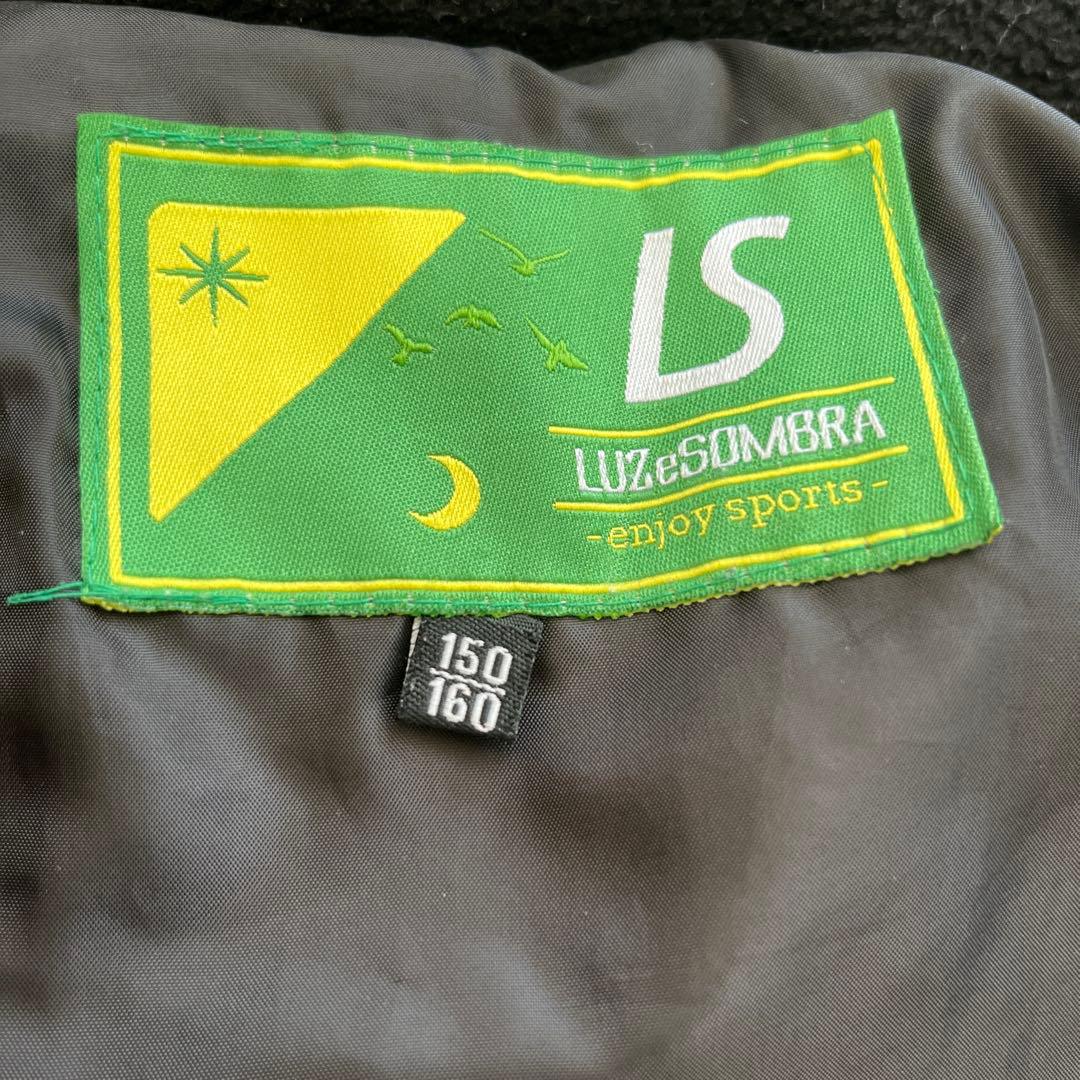 LS
LUZeSOMBRA
-enjoy sports-
150
160